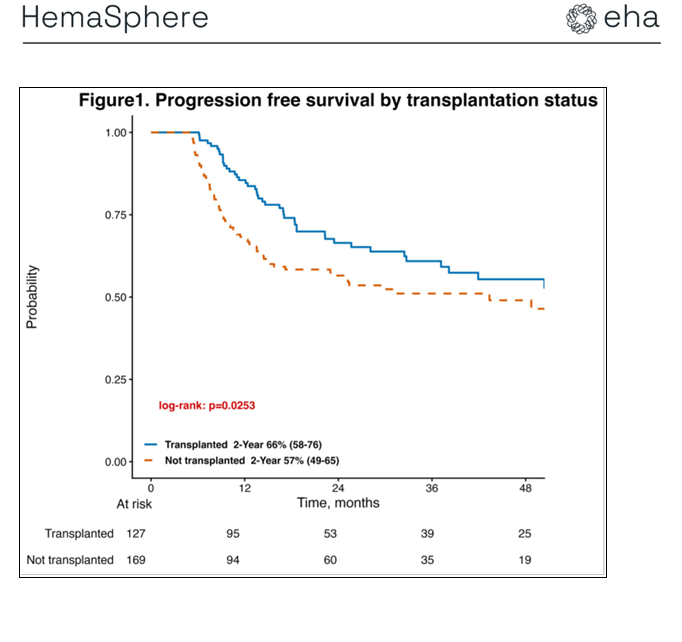 HemaSphere
eha
Figure1. Progression free survival by transplantation status
1.00
0.75
0.50
0.25
0.00
Probability
log-rank: p=0.0253
Transplanted 2-Year 66% (58-76)
Not transplanted 2-Year 57% (49-65)
0 12 24 36 48
At risk
Time, months
Transplanted 127 95 53 39 25
Not transplanted 169 94 60 35 19